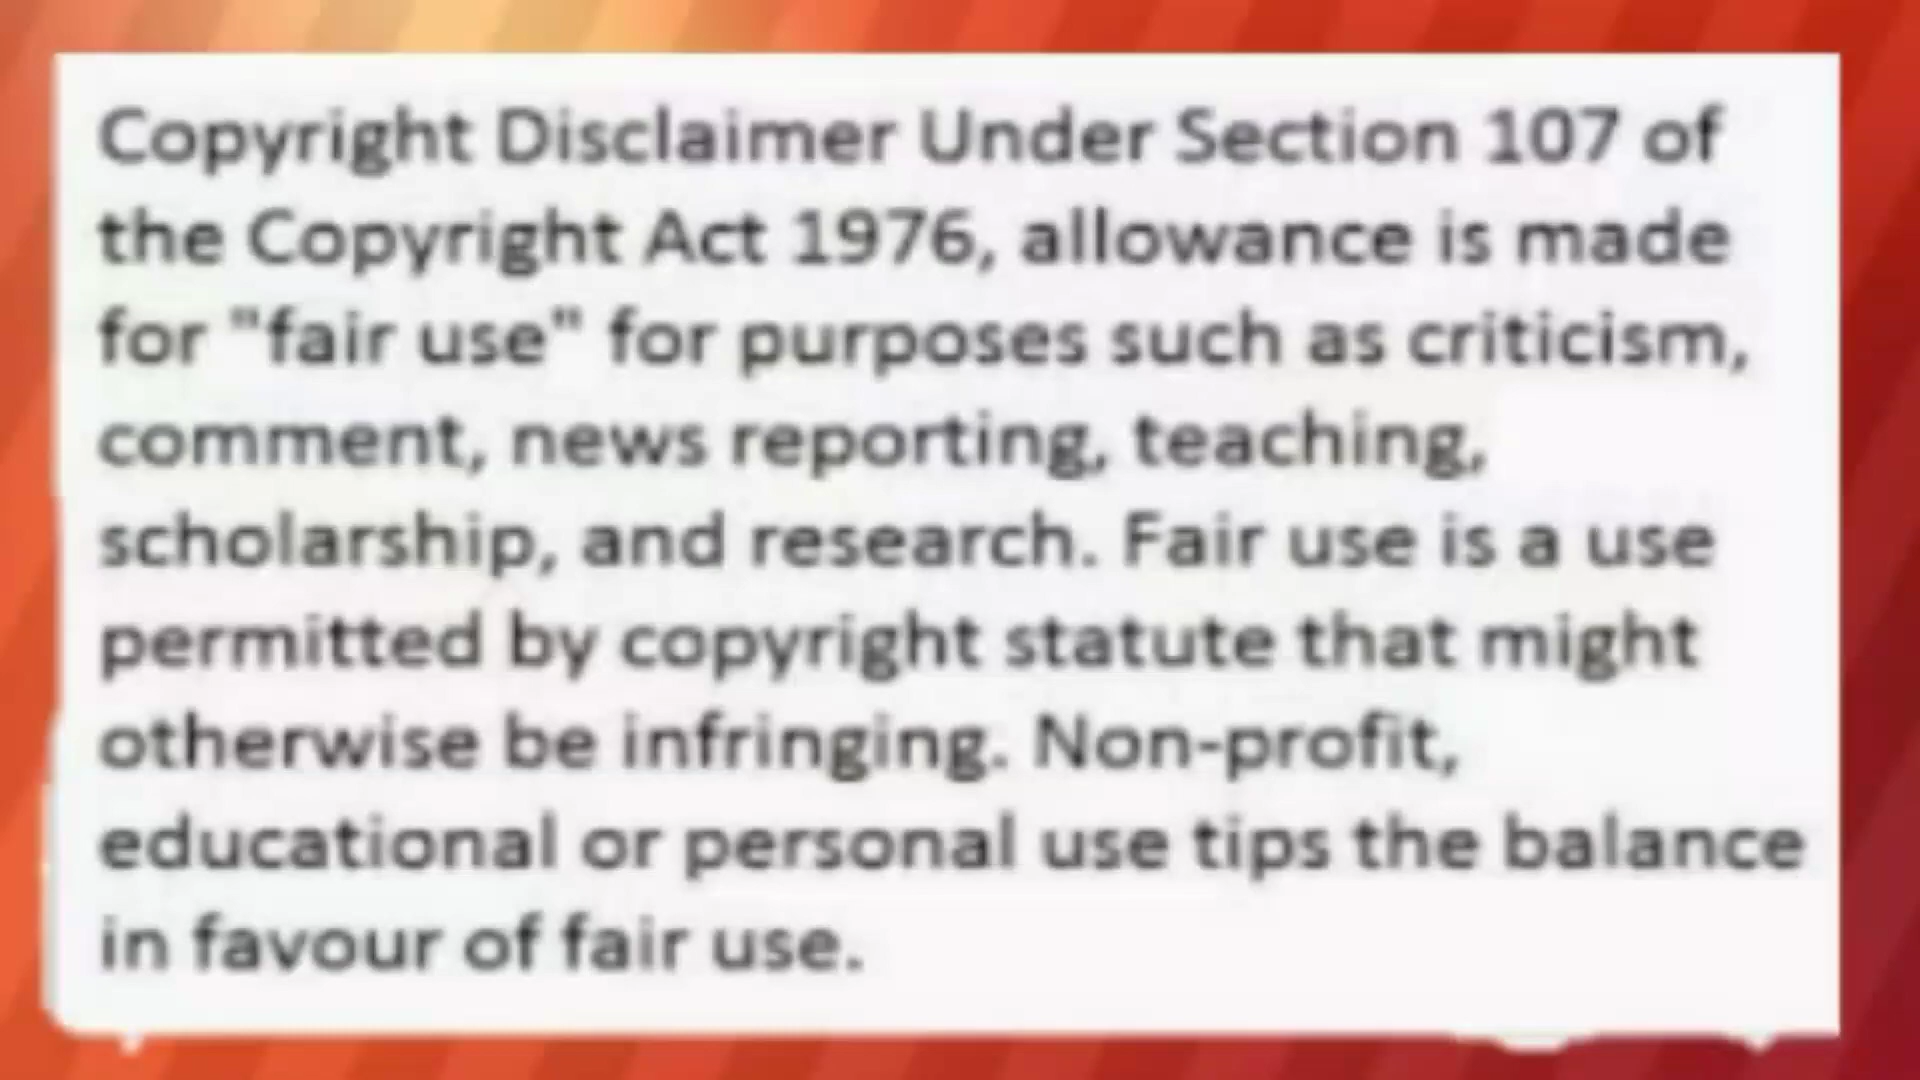 Copyright Disclaimer Under Section 107 of
the Copyright Act 1976, allowance is made
for "fair use" for purposes such as criticism,
comment, news reporting, teaching,
scholarship, and research. Fair use is a use
permitted by copyright statute that might
otherwise be infringing. Non-profit,
educational or personal use tips the balance
in favour of fair use.